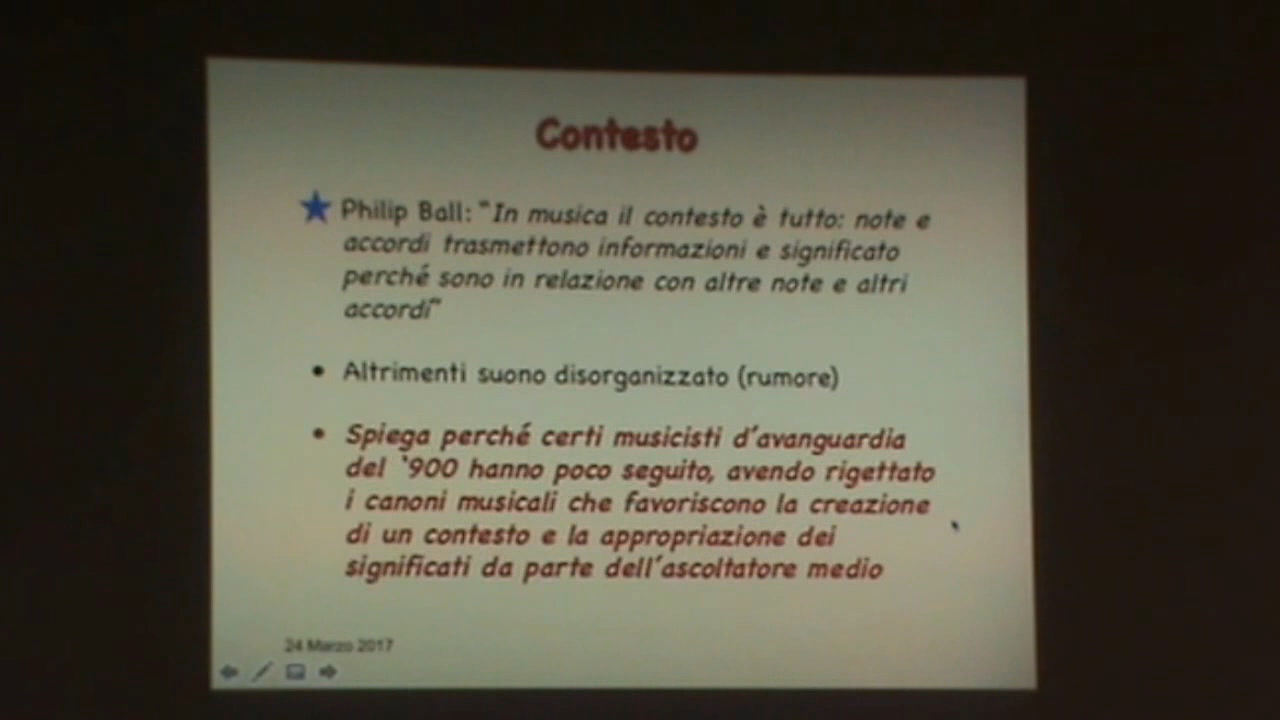 Contesto
Philip Ball: "In musica il contesto è tutto: note e
accordi trasmettono informazioni e significato
perché sono in relazione con altre note e altri
accordi"
Altrimenti suono disorganizzato (rumore)
Spiega perché certi musicisti d'avanguardia
del '900 hanno poco seguito, avendo rigettato
i canoni musicali che favoriscono la creazione
di un contesto e la appropriazione dei
significati da parte dell'ascoltatore medio
24 Marzo 2017